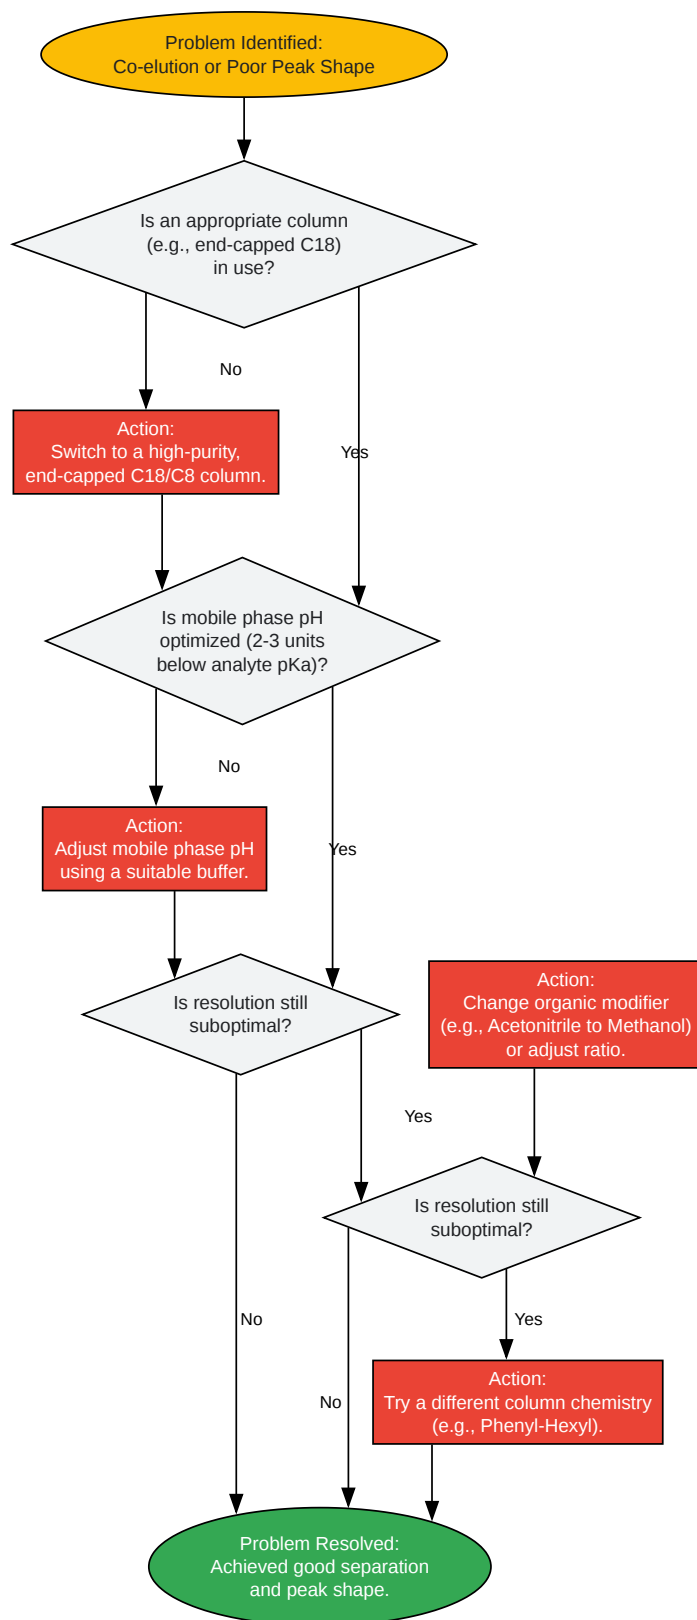 Problem Identified:
Co-elution or Poor Peak Shape
Is an appropriate column
(e.g., end-capped C18)
in use?
No
Action:
Switch to a high-purity,
end-capped C18/C8 column.
Yes
Is mobile phase pH
optimized (2-3 units
below analyte pKa)?
No
Action:
Adjust mobile phase pH
using a suitable buffer.
Yes
Is resolution still
suboptimal?
Action:
Change organic modifier
(e.g., Acetonitrile to Methanol)
or adjust ratio.
Yes
Is resolution still
suboptimal?
No
Yes
No
Action:
Try a different column chemistry
(e.g., Phenyl-Hexyl).
Problem Resolved:
Achieved good separation
and peak shape.